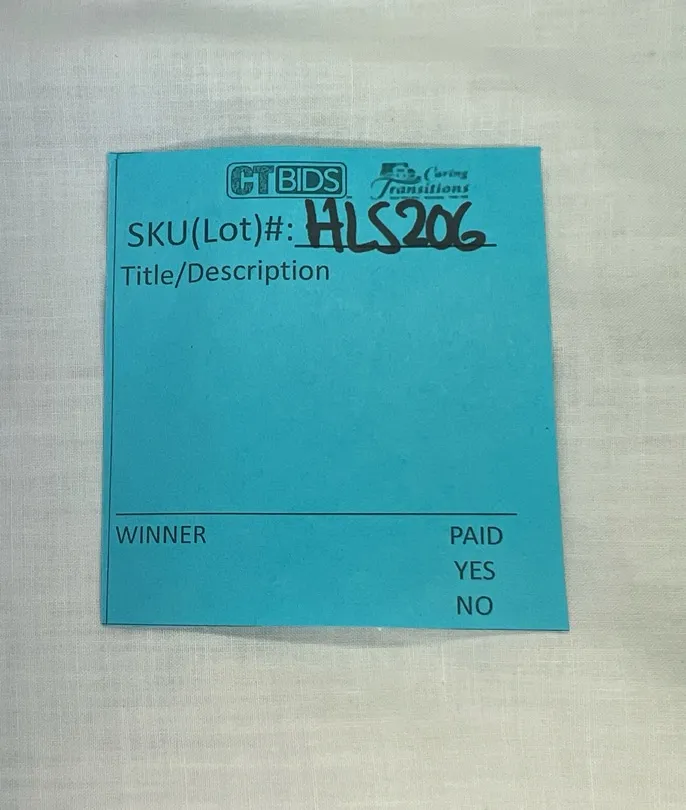 CTBIDS Caring
Transitions
SKU(Lot)#: HLS206
Title/Description
WINNER PAID
YES
NO